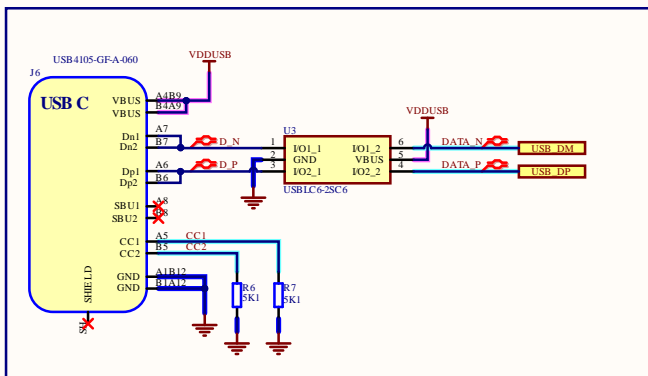 USB4105-GF-A-060
J6
VDDUSB
USB C
VBUS A4B9
VBUS B4A9
VDDUSB
Dn1 A7
Dn2 B7
D_N
U3
1 I/O1_1 I/O1_2 6
DATA_N
USB_DM
2 GND VBUS 5
Dp1 A6
Dp2 B6
D_P
3 I/O2_1 I/O2_2 4
DATA_P
USB_DP
USBLC6-2SC6
SBU1 A8
SBU2 B8
CC1 A5 CC1
CC2 B5 CC2
GND A1B12
GND B1A12
SHIELD
SH
R6
5K1
R7
5K1